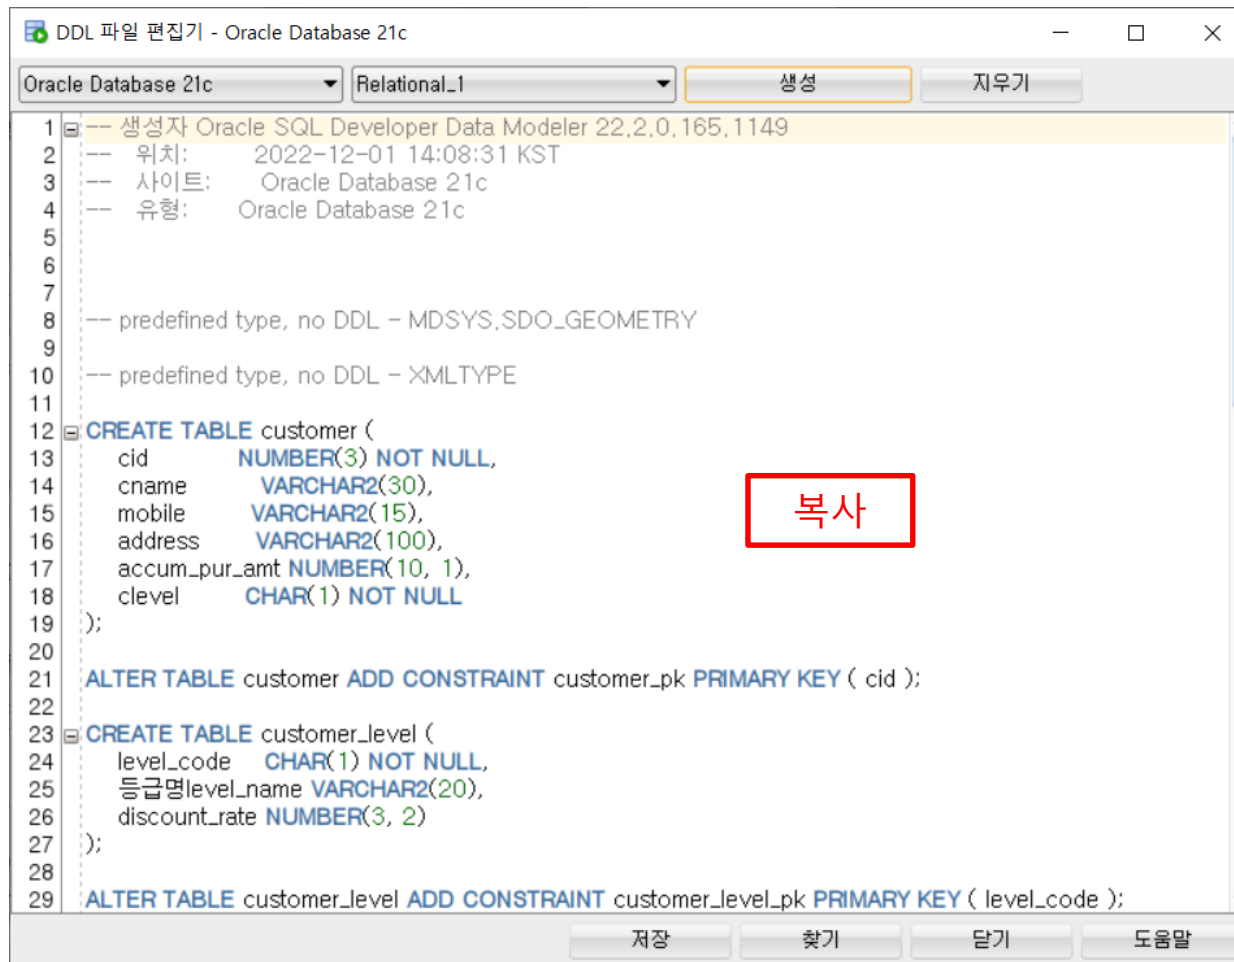 DDL 파일 편집기 - Oracle Database 21c
Oracle Database 21c Relational_1 생성 지우기
1 -- 생성자 Oracle SQL Developer Data Modeler 22.2.0.165.1149
2 -- 위치: 2022-12-01 14:08:31 KST
3 -- 사이트: Oracle Database 21c
4 -- 유형: Oracle Database 21c
5
6
7
8 -- predefined type, no DDL - MDSYS.SDO_GEOMETRY
9
10 -- predefined type, no DDL - XMLTYPE
11
12 CREATE TABLE customer (
13 cid NUMBER(3) NOT NULL,
14 cname VARCHAR2(30),
15 mobile VARCHAR2(15),
16 address VARCHAR2(100),
17 accum_pur_amt NUMBER(10, 1),
18 clevel CHAR(1) NOT NULL
19 );
20
21 ALTER TABLE customer ADD CONSTRAINT customer_pk PRIMARY KEY ( cid );
22
23 CREATE TABLE customer_level (
24 level_code CHAR(1) NOT NULL,
25 등급명level_name VARCHAR2(20),
26 discount_rate NUMBER(3, 2)
27 );
28
29 ALTER TABLE customer_level ADD CONSTRAINT customer_level_pk PRIMARY KEY ( level_code );
복사
저장 찾기 닫기 도움말